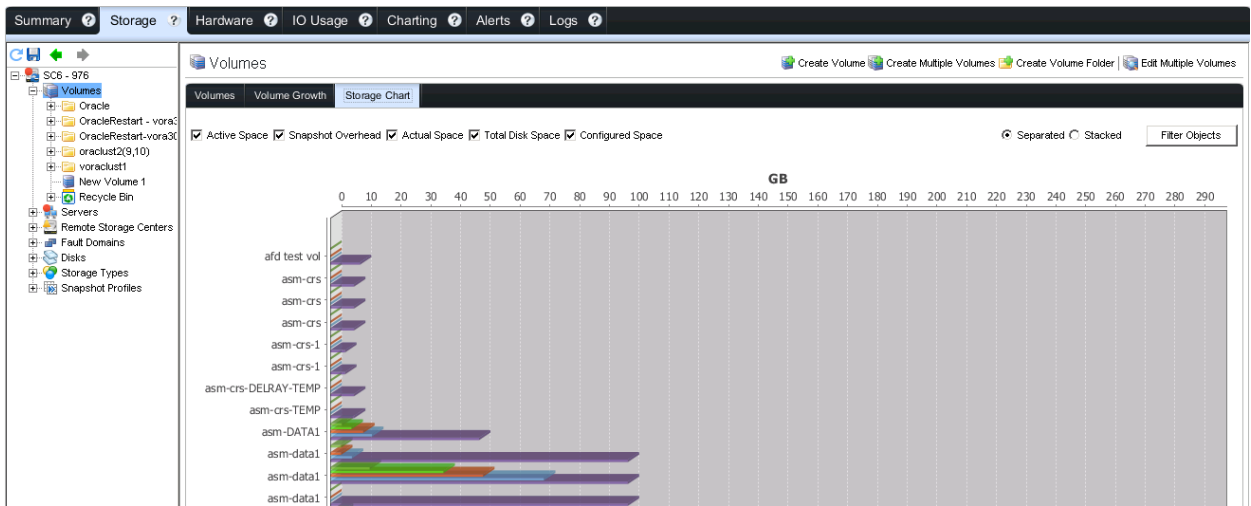 Summary ? Storage ? Hardware ? IO Usage ? Charting ? Alerts ? Logs ?
SC6 - 976
Volumes
Oracle
OracleRestart - vora3
OracleRestart-vora30
oraclust2(9,10)
voraclust1
New Volume 1
Recycle Bin
Servers
Remote Storage Centers
Fault Domains
Disks
Storage Types
Snapshot Profiles
Volumes
Create Volume Create Multiple Volumes Create Volume Folder | Edit Multiple Volumes
Volumes Volume Growth Storage Chart
Active Space Snapshot Overhead Actual Space Total Disk Space Configured Space
Separated Stacked Filter Objects
GB
0 10 20 30 40 50 60 70 80 90 100 110 120 130 140 150 160 170 180 190 200 210 220 230 240 250 260 270 280 290
afd test vol
asm-crs
asm-crs
asm-crs
asm-crs-1
asm-crs-1
asm-crs-DELRAY-TEMP
asm-crs-TEMP
asm-DATA1
asm-data1
asm-data1
asm-data1